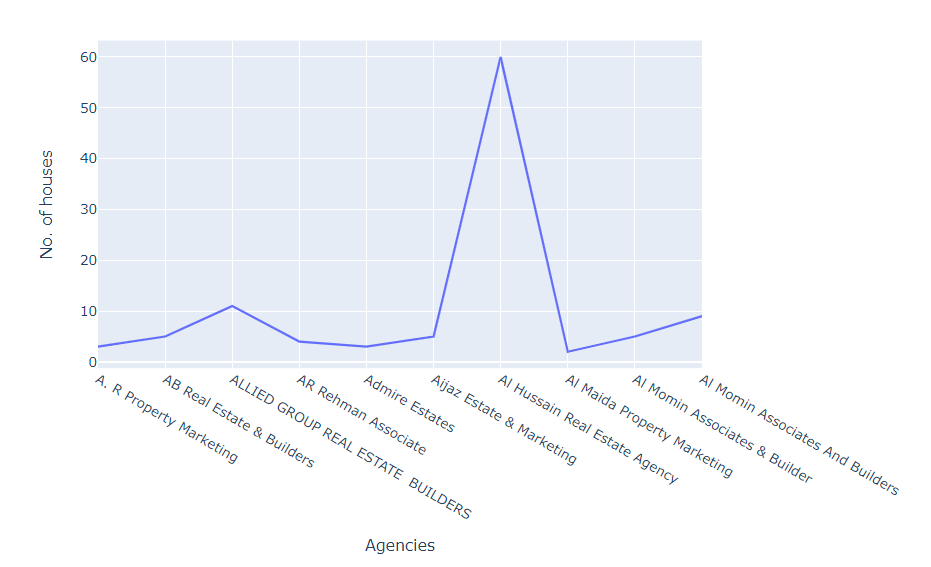 60
50
40
30
20
10
0
No. of houses
A. R Property Marketing
AB Real Estate & Builders
ALLIED GROUP REAL ESTATE  BUILDERS
AR Rehman Associate
Admire Estates
Aijaz Estate & Marketing
Al Hussain Real Estate Agency
Al Maida Property Marketing
Al Momin Associates & Builder
Al Momin Associates And Builders
Agencies